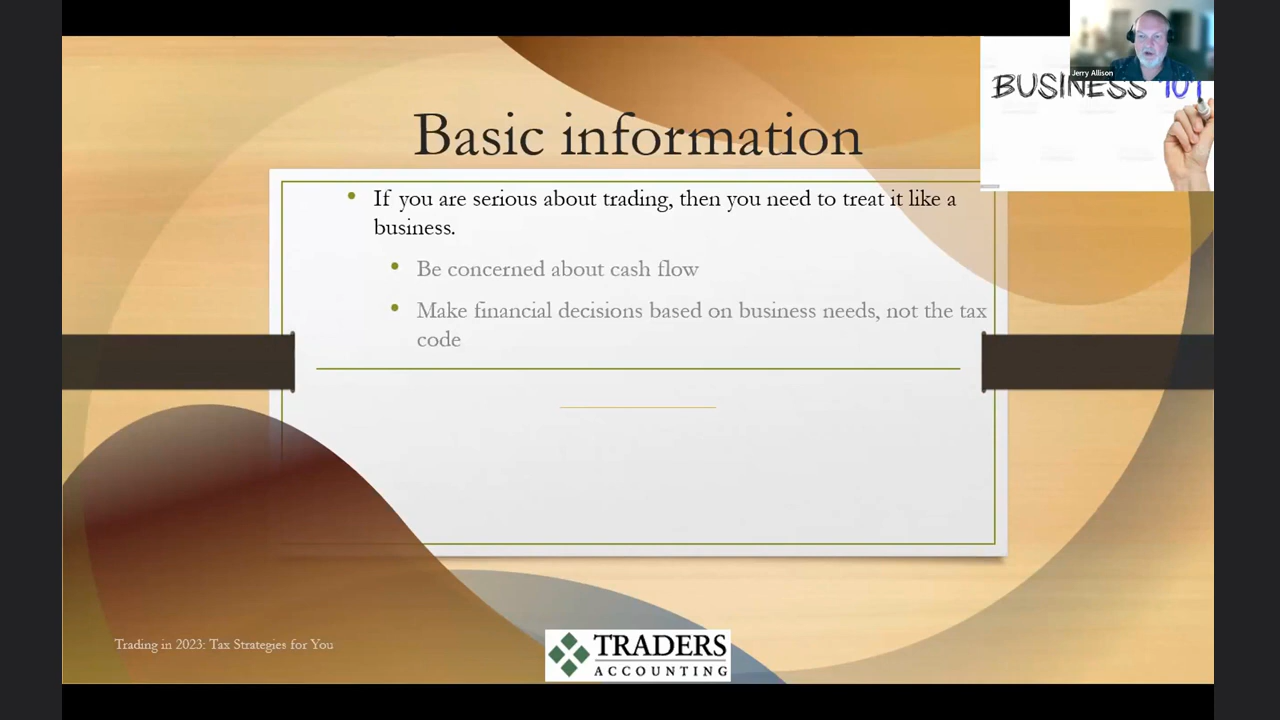 Jerry Allison
BUSINESS 101
Basic information
• If you are serious about trading, then you need to treat it like a
business.
• Be concerned about cash flow
• Make financial decisions based on business needs, not the tax
code
Trading in 2023: Tax Strategies for You
TRADERS
ACCOUNTING